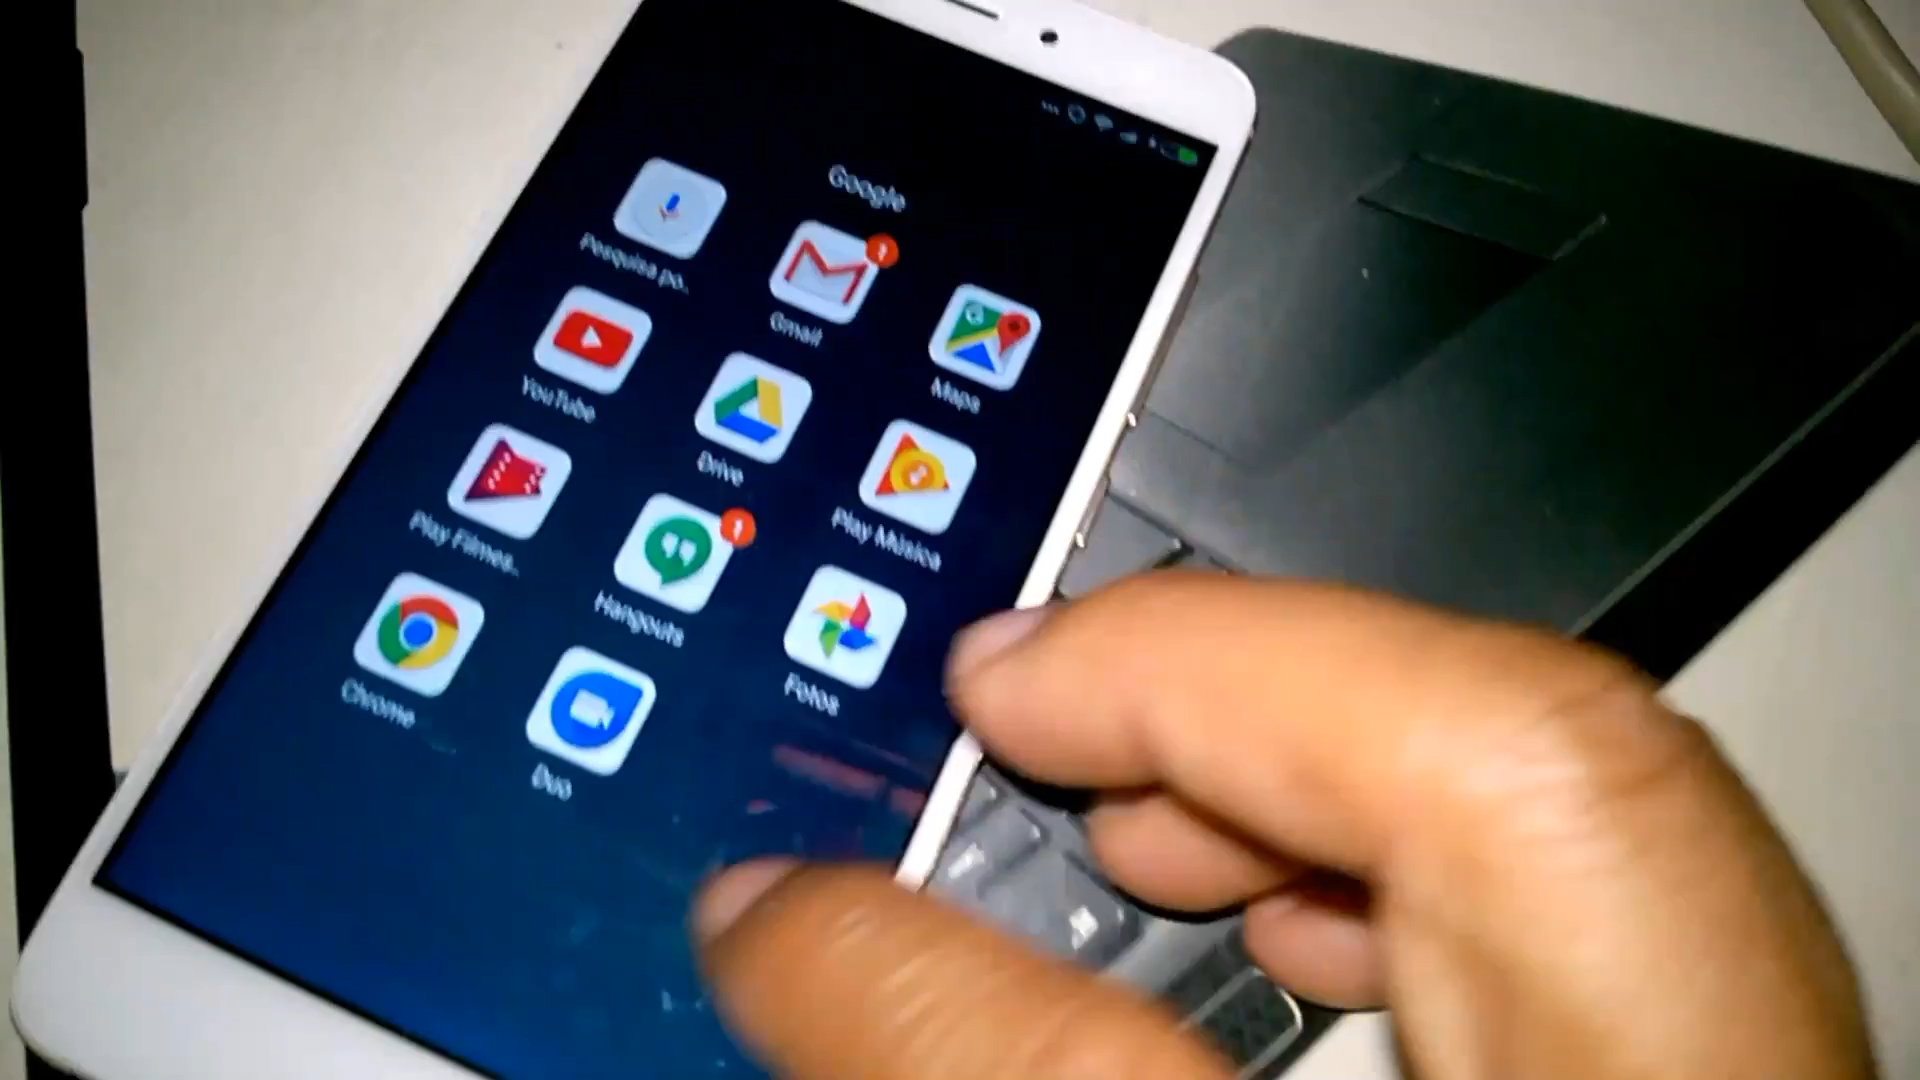 Google
Pesquisa po..
Gmail
Maps
YouTube
Drive
Play Música
Play Filmes..
Hangouts
Fotos
Chrome
Duo